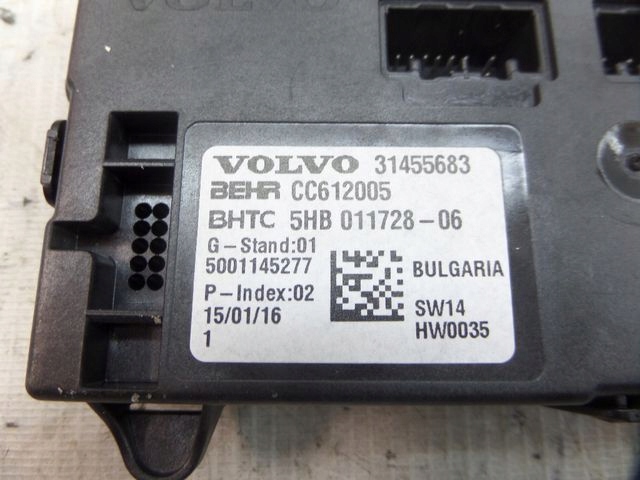 VOLVO
VOLVO 31455683
BEHR CC612005
BHTC 5HB 011728-06
G-Stand:01
5001145277
BULGARIA
P-Index:02
15/01/16
SW14
1
HW0035